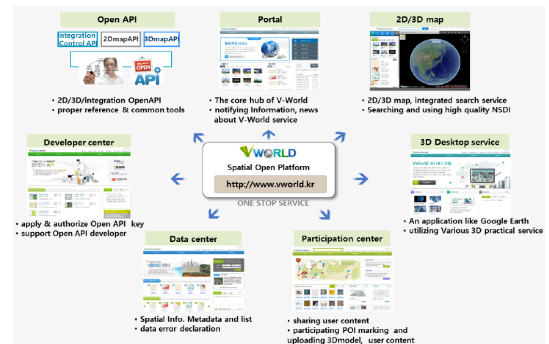 Open API
Integration Control API
2DmapAPI
3DmapAPI
OPEN
API
• 2D/3D/integration OpenAPI
• proper reference & common tools
Portal
• The core hub of V-World
• notifying Information, news
about V-World service
2D/3D map
• 2D/3D map, integrated search service
• Searching and using high quality NSDI
Developer center
OPEN API
• apply & authorize Open API key
• support Open API developer
VWORLD
Spatial Open Platform
http://www.vworld.kr
ONE STOP SERVICE
3D Desktop service
• An application like Google Earth
• utilizing Various 3D practical service
Data center
• Spatial Info. Metadata and list
• data error declaration
Participation center
• sharing user content
• participating POI marking and
uploading 3Dmodel, user content